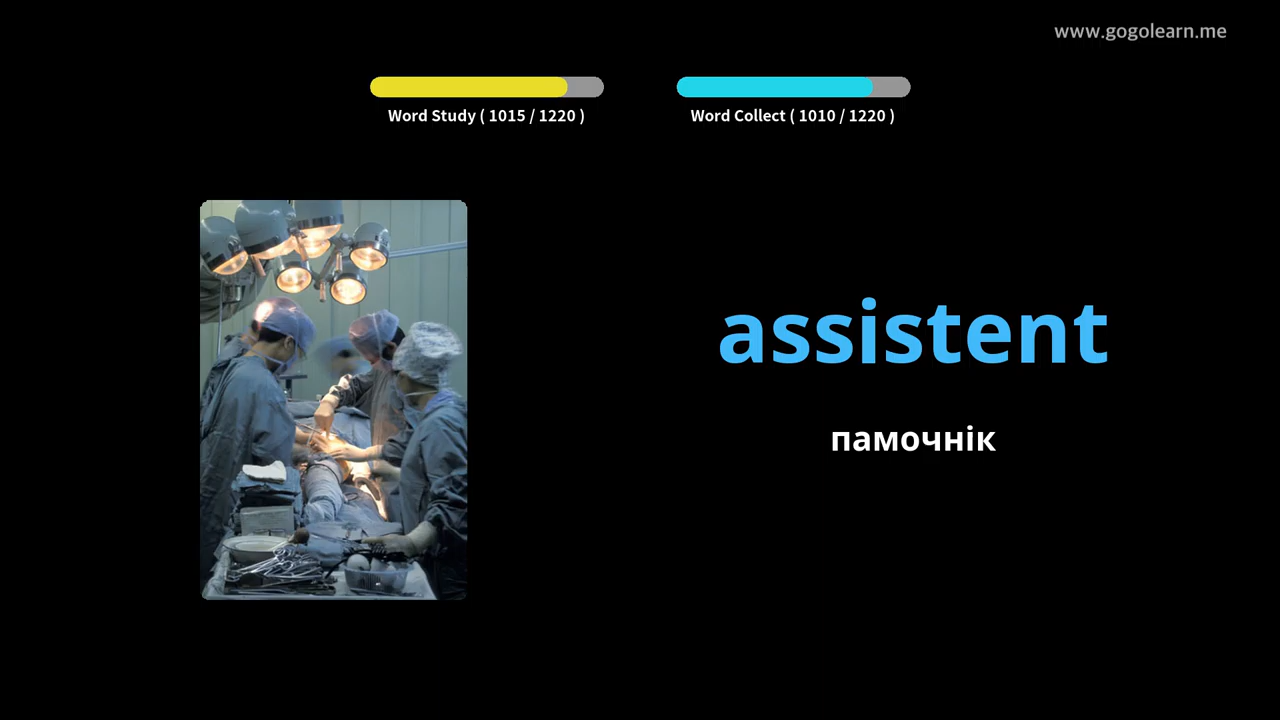 www.gogolearn.me
Word Study ( 1015 / 1220 )
Word Collect ( 1010 / 1220 )
assistent
памочнік